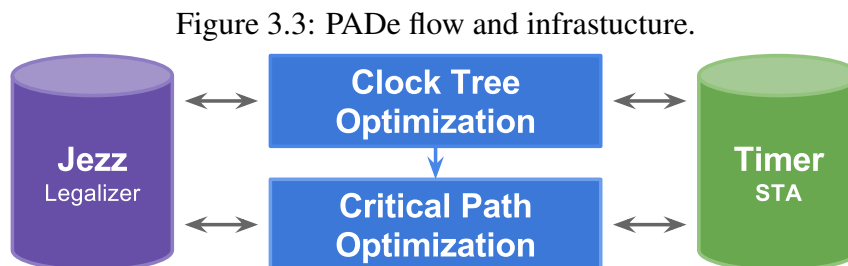 Figure 3.3: PADe flow and infrastucture.
Clock Tree
Optimization
Jezz
Legalizer
Timer
STA
Critical Path
Optimization